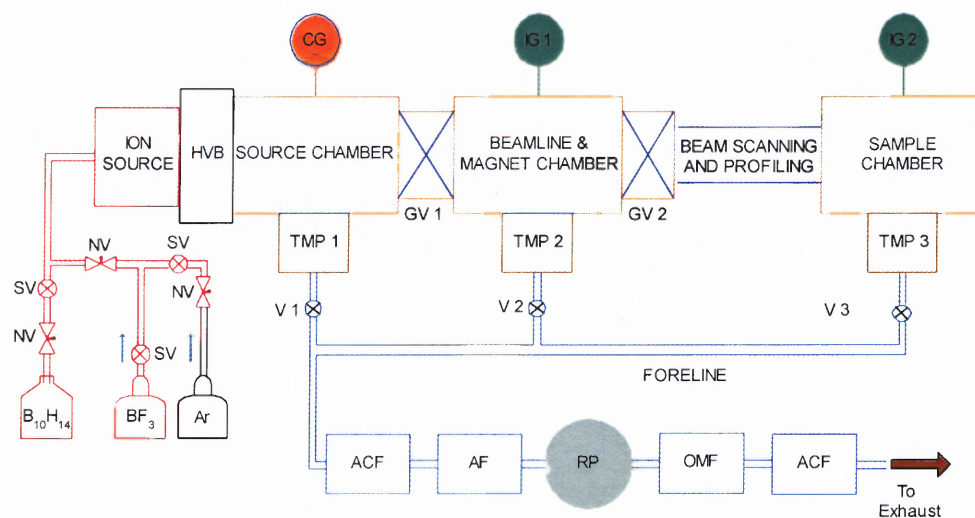 CG
IG 1
IG 2
ION
SOURCE
HVB
SOURCE CHAMBER
BEAMLINE &
MAGNET CHAMBER
BEAM SCANNING
AND PROFILING
SAMPLE
CHAMBER
GV 1
GV 2
TMP 1
TMP 2
TMP 3
NV
SV
SV
NV
NV
SV
V 1
V 2
V 3
B10H14
BF3
Ar
FORELINE
ACF
AF
RP
OMF
ACF
To
Exhaust